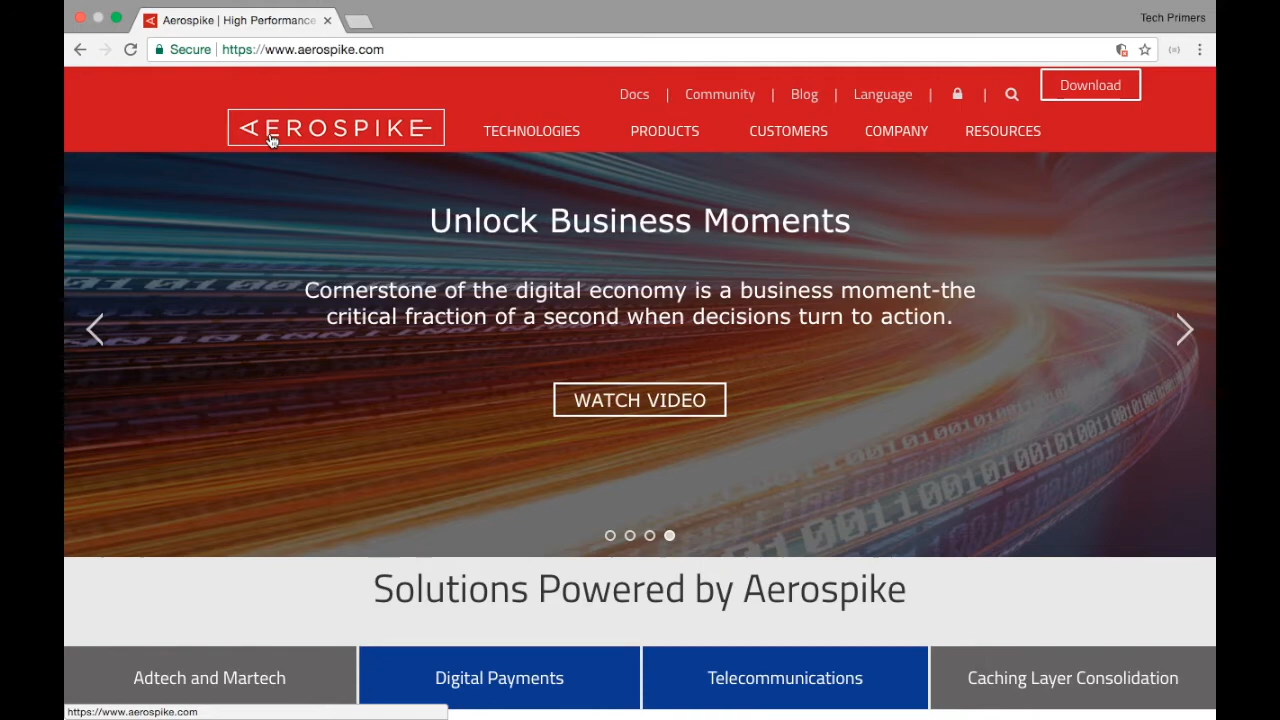 Aerospike | High Performance
Tech Primers
Secure https://www.aerospike.com
Docs | Community | Blog | Language | | Download
AEROSPIKE
TECHNOLOGIES PRODUCTS CUSTOMERS COMPANY RESOURCES
Unlock Business Moments
Cornerstone of the digital economy is a business moment-the
critical fraction of a second when decisions turn to action.
WATCH VIDEO
Solutions Powered by Aerospike
Adtech and Martech Digital Payments Telecommunications Caching Layer Consolidation
https://www.aerospike.com